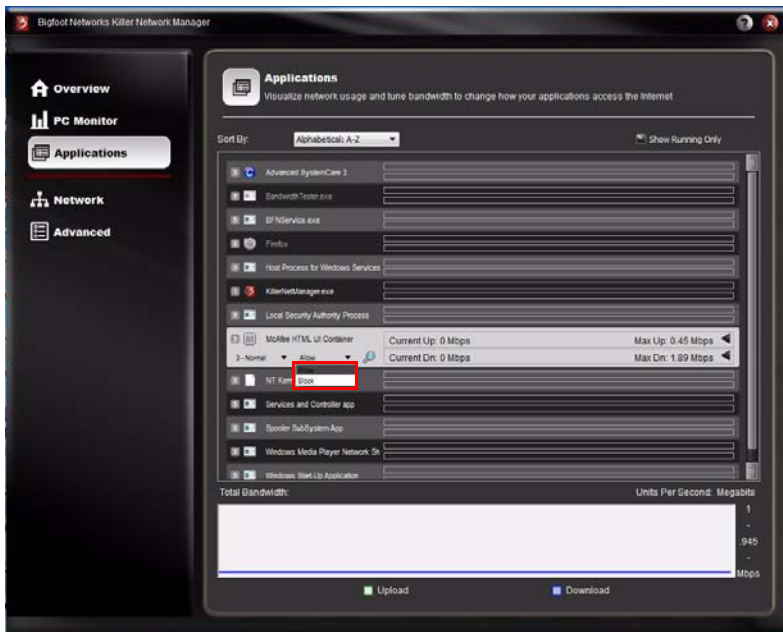 Bigfoot Networks Killer Network Manager
Overview
PC Monitor
Applications
Network
Advanced
Applications
Visualize network usage and tune bandwidth to change how your applications access the Internet
Sort By: Alphabetical: A-Z Show Running Only
Advanced SystemCare 3
BandwidthTester.exe
BFNService.exe
Firefox
Host Process for Windows Services
KillerNetManager.exe
Local Security Authority Process
McAfee HTML UI Container Current Up: 0 Mbps Max Up: 0.45 Mbps
3 - Normal Allow Current Dn: 0 Mbps Max Dn: 1.89 Mbps
Allow
NT Kern Block
Services and Controller app
Spooler SubSystem App
Windows Media Player Network Sh
Windows Start-Up Application
Total Bandwidth: Units Per Second: Megabits
1
-
.945
-
Mbps
Upload Download